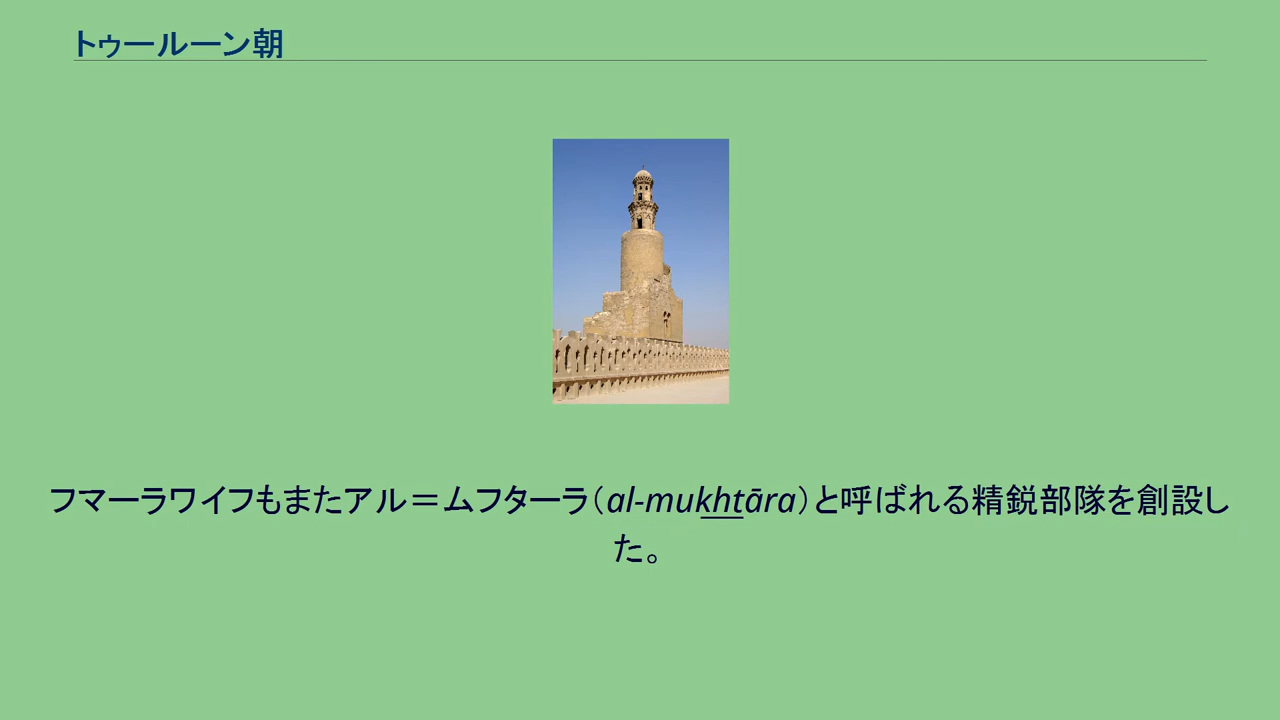 トゥールーン朝
フマーラワイフもまたアル＝ムフターラ（al-mukhtāra）と呼ばれる精鋭部隊を創設し
た。